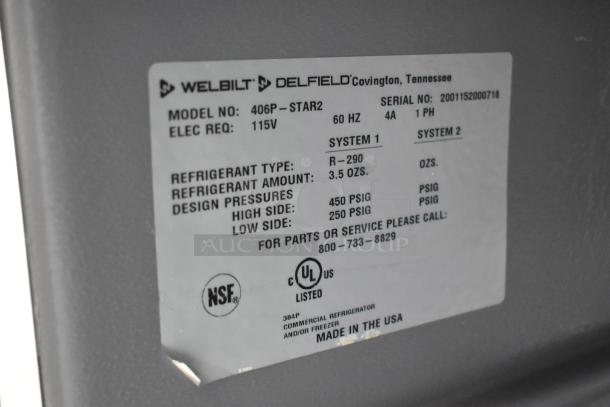 WELBILT DELFIELD Covington, Tennessee
MODEL NO: 406P-STAR2 SERIAL NO: 2001152000718
ELEC REQ: 115V 60 HZ 4A 1 PH
SYSTEM 1 SYSTEM 2
REFRIGERANT TYPE: R-290
REFRIGERANT AMOUNT: 3.5 OZS. OZS.
DESIGN PRESSURES
HIGH SIDE: 450 PSIG PSIG
LOW SIDE: 250 PSIG PSIG
FOR PARTS OR SERVICE PLEASE CALL:
800-733-8829
AUCTION GROUP
NSF®
C UL US
LISTED
384P
COMMERCIAL REFRIGERATOR
AND/OR FREEZER
MADE IN THE USA